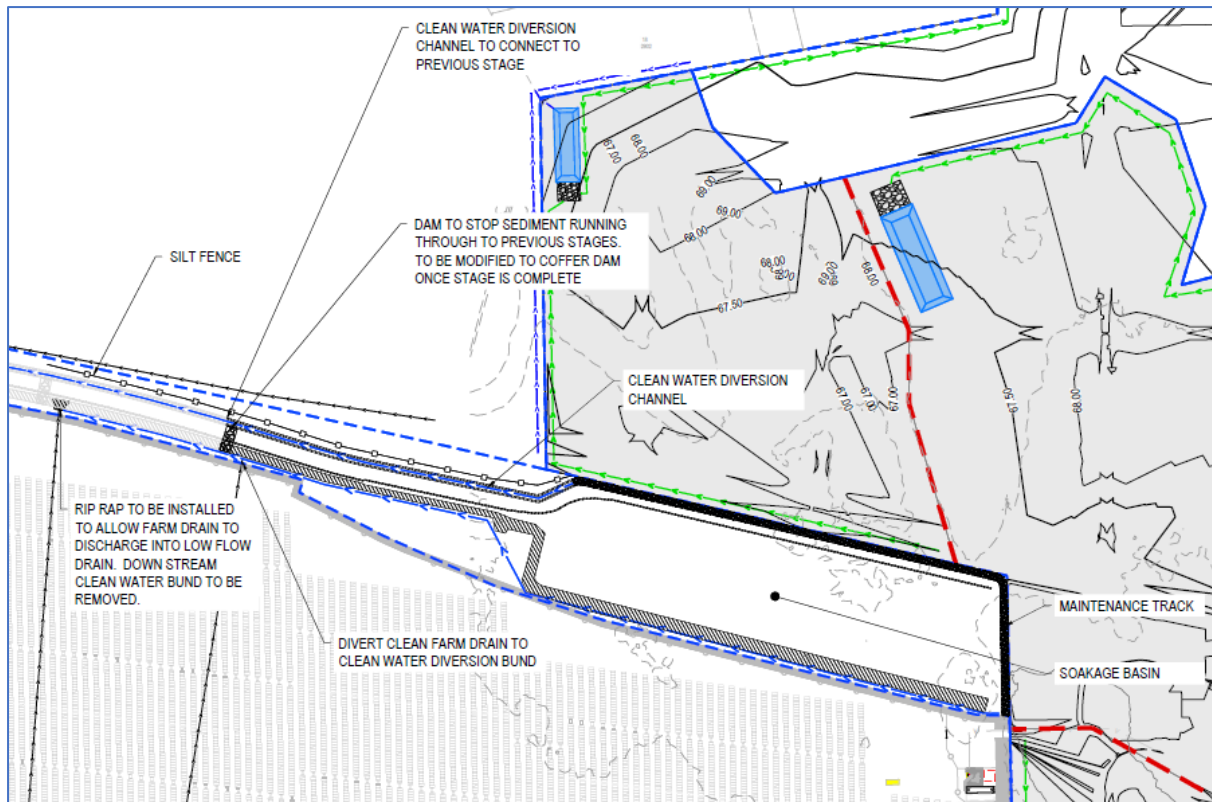 CLEAN WATER DIVERSION
CHANNEL TO CONNECT TO
PREVIOUS STAGE
DAM TO STOP SEDIMENT RUNNING
THROUGH TO PREVIOUS STAGES.
TO BE MODIFIED TO COFFER DAM
ONCE STAGE IS COMPLETE
SILT FENCE
CLEAN WATER DIVERSION
CHANNEL
RIP RAP TO BE INSTALLED
TO ALLOW FARM DRAIN TO
DISCHARGE INTO LOW FLOW
DRAIN. DOWN STREAM
CLEAN WATER BUND TO BE
REMOVED.
DIVERT CLEAN FARM DRAIN TO
CLEAN WATER DIVERSION BUND
MAINTENANCE TRACK
SOAKAGE BASIN
67.00
68.00
69.00
69.00
68.00
68.00
67.50
68.00
67.00
67.00
67.00
67.50
68.00